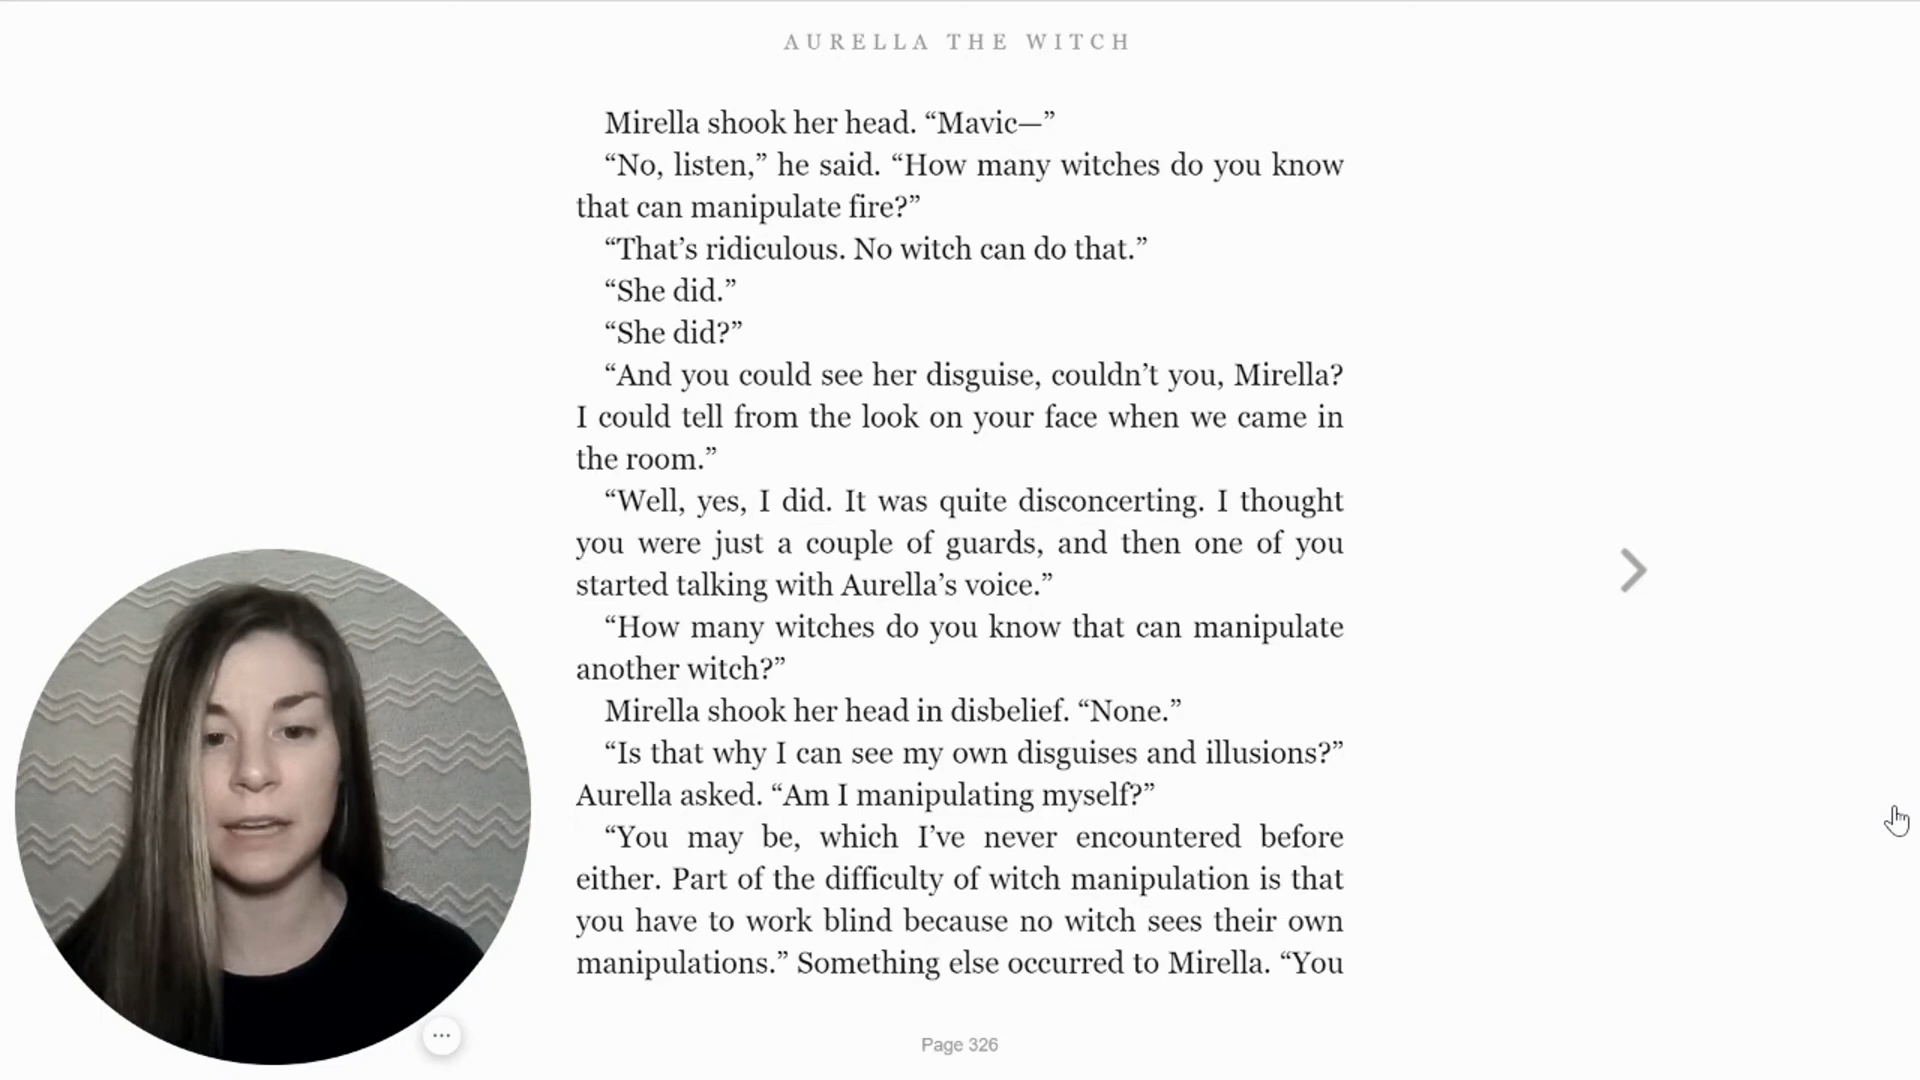 AURELLA THE WITCH
Mirella shook her head. “Mavic—”
“No, listen,” he said. “How many witches do you know
that can manipulate fire?”
“That’s ridiculous. No witch can do that.”
“She did.”
“She did?”
“And you could see her disguise, couldn’t you, Mirella?
I could tell from the look on your face when we came in
the room.”
“Well, yes, I did. It was quite disconcerting. I thought
you were just a couple of guards, and then one of you
started talking with Aurella’s voice.”
“How many witches do you know that can manipulate
another witch?”
Mirella shook her head in disbelief. “None.”
“Is that why I can see my own disguises and illusions?”
Aurella asked. “Am I manipulating myself?”
“You may be, which I’ve never encountered before
either. Part of the difficulty of witch manipulation is that
you have to work blind because no witch sees their own
manipulations.” Something else occurred to Mirella. “You
Page 326